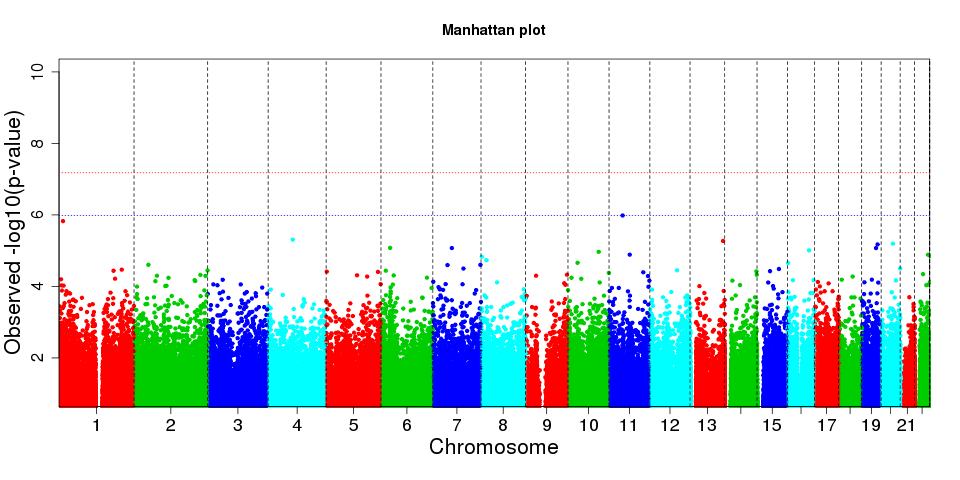 Manhattan plot
Observed -log10(p-value)
10
8
6
4
2
1 2 3 4 5 6 7 8 9 10 11 12 13 15 17 19 21
Chromosome